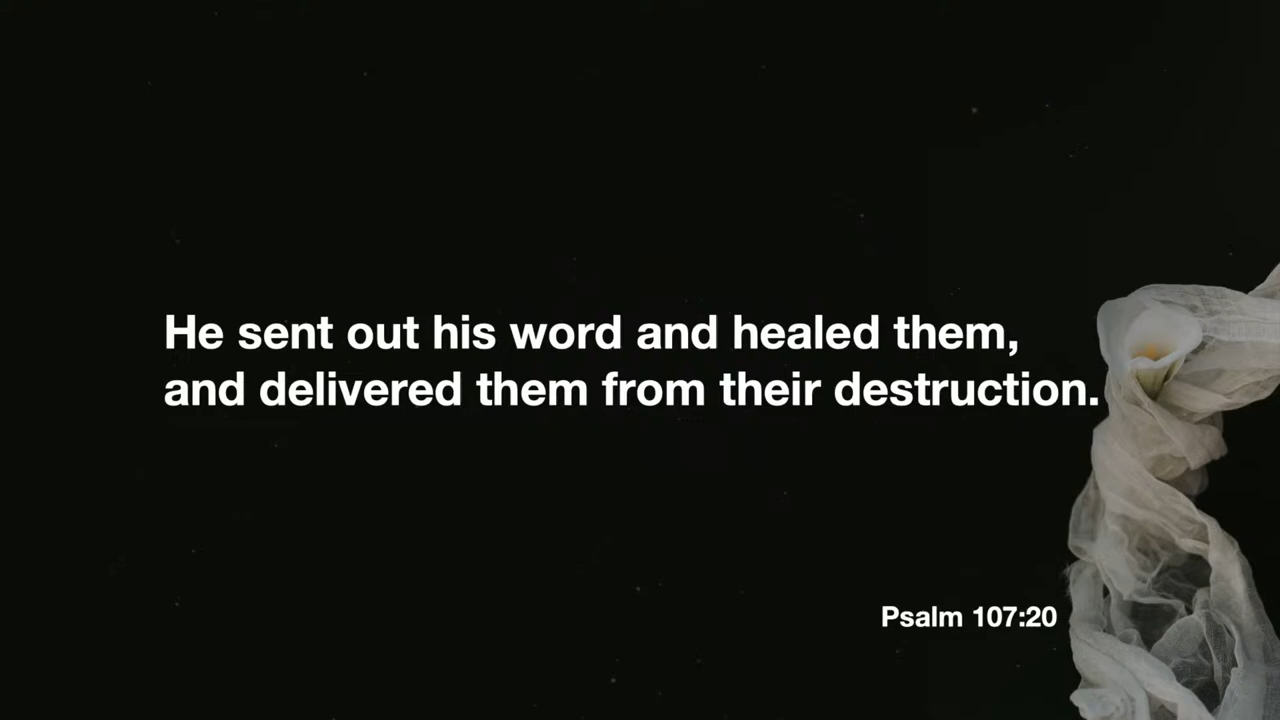 He sent out his word and healed them,
and delivered them from their destruction.
Psalm 107:20